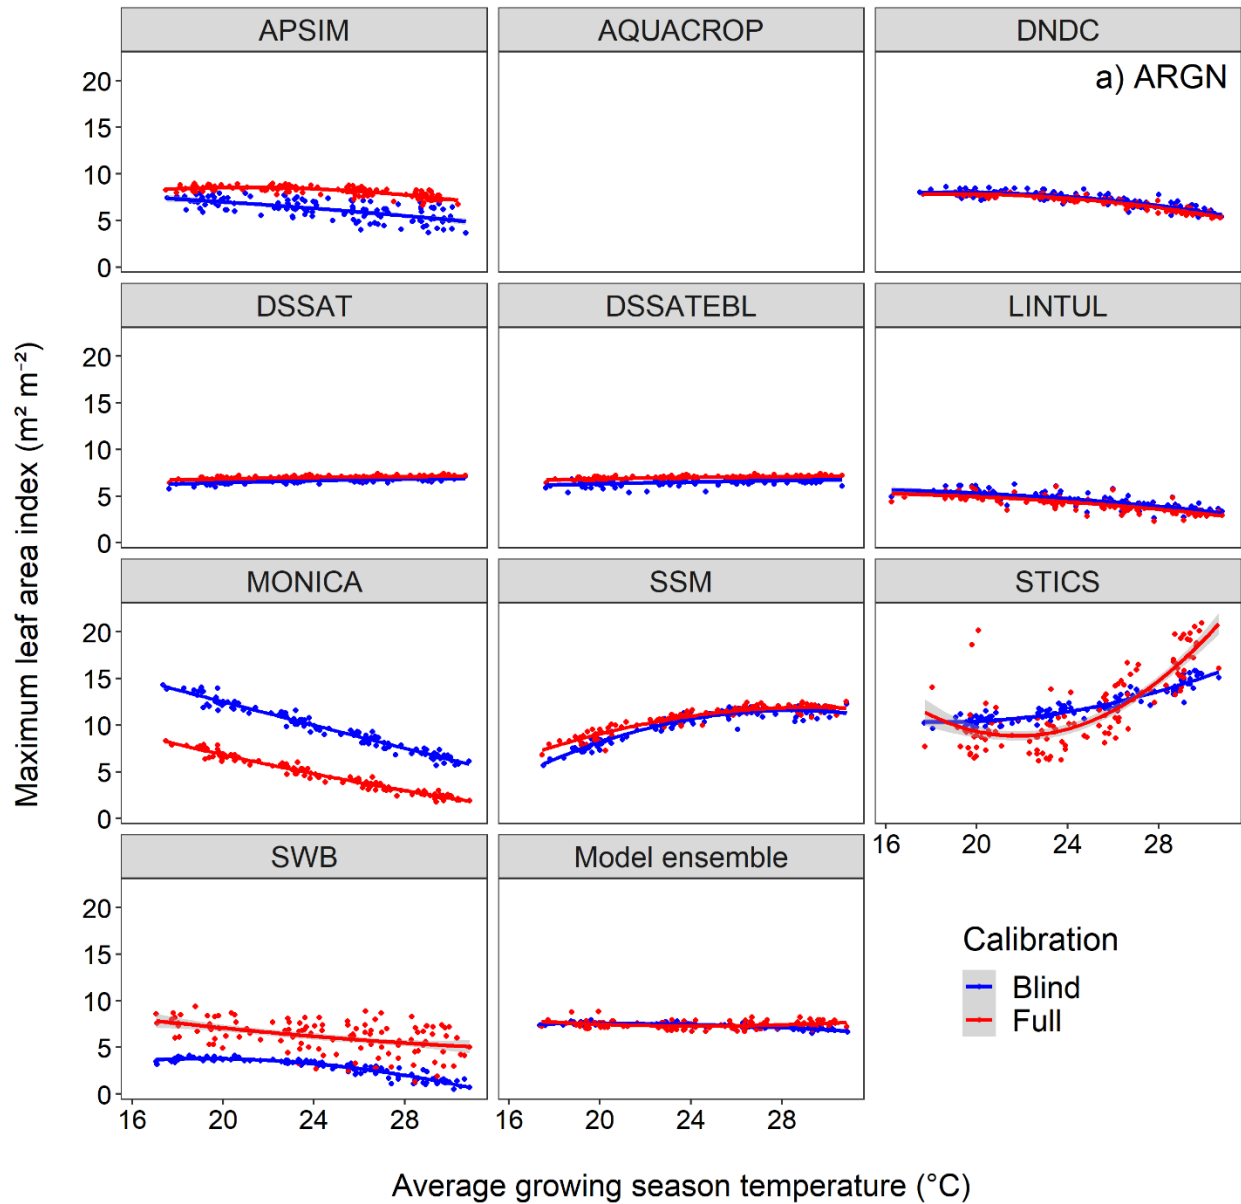 APSIM AQUACROP DNDC
a) ARGN
20
15
10
5
0
DSSAT DSSATEBL LINTUL
20
15
10
5
0
MONICA SSM STICS
20
15
10
5
0
16 20 24 28
SWB Model ensemble
20
15
10
5
0
16 20 24 28 16 20 24 28
Calibration
Blind
Full
Maximum leaf area index (m² m⁻²)
Average growing season temperature (°C)